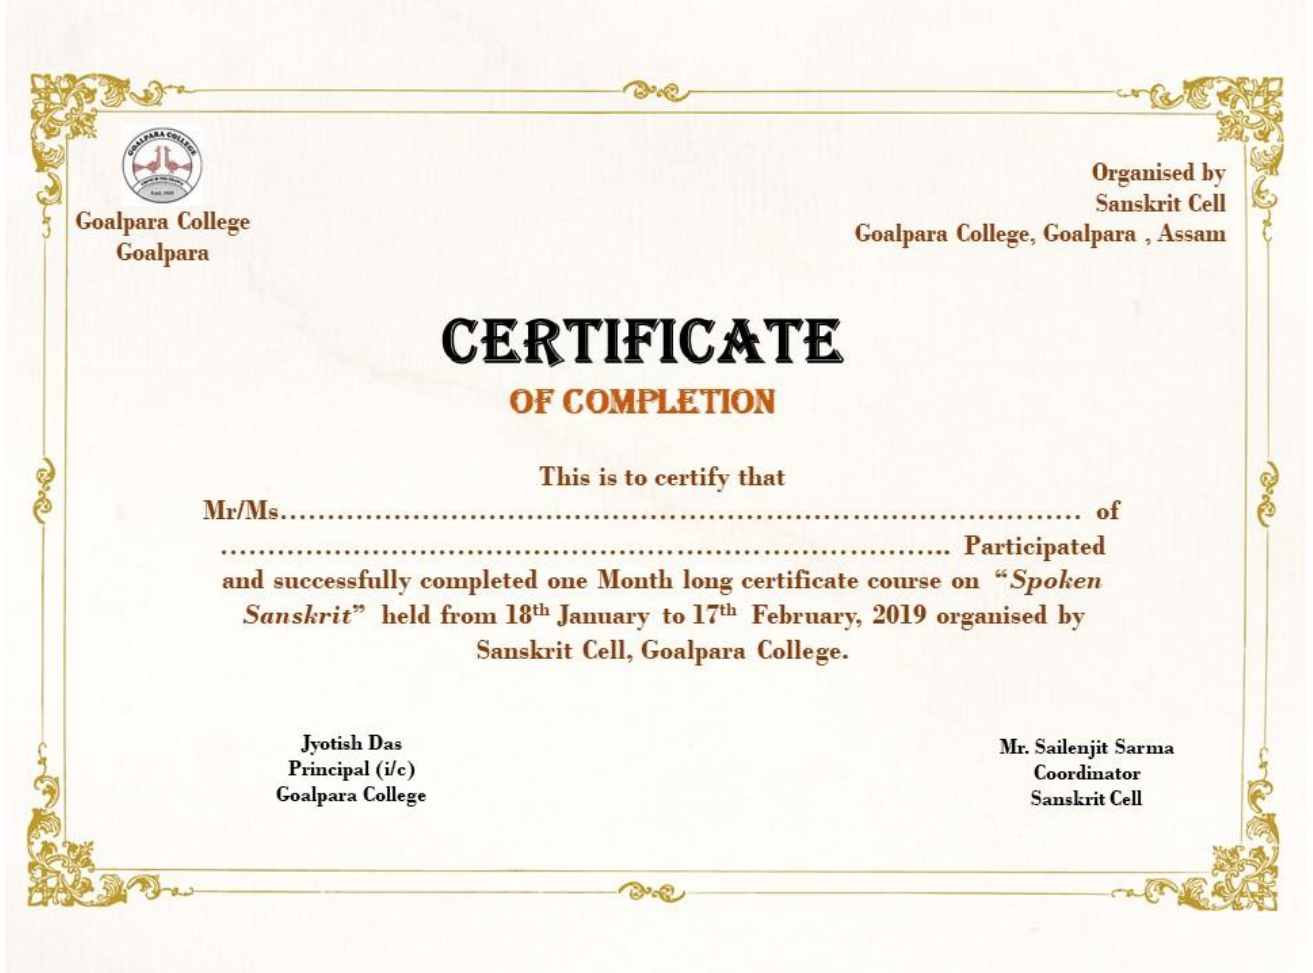 GOALPARA COLLEGE
Goalpara College
Goalpara
Organised by
Sanskrit Cell
Goalpara College, Goalpara , Assam
CERTIFICATE
OF COMPLETION
This is to certify that
Mr/Ms…………………………………………………………………………… of
…………………………………………………………………….. Participated
and successfully completed one Month long certificate course on “Spoken
Sanskrit” held from 18th January to 17th February, 2019 organised by
Sanskrit Cell, Goalpara College.
Jyotish Das
Principal (i/c)
Goalpara College
Mr. Sailenjit Sarma
Coordinator
Sanskrit Cell